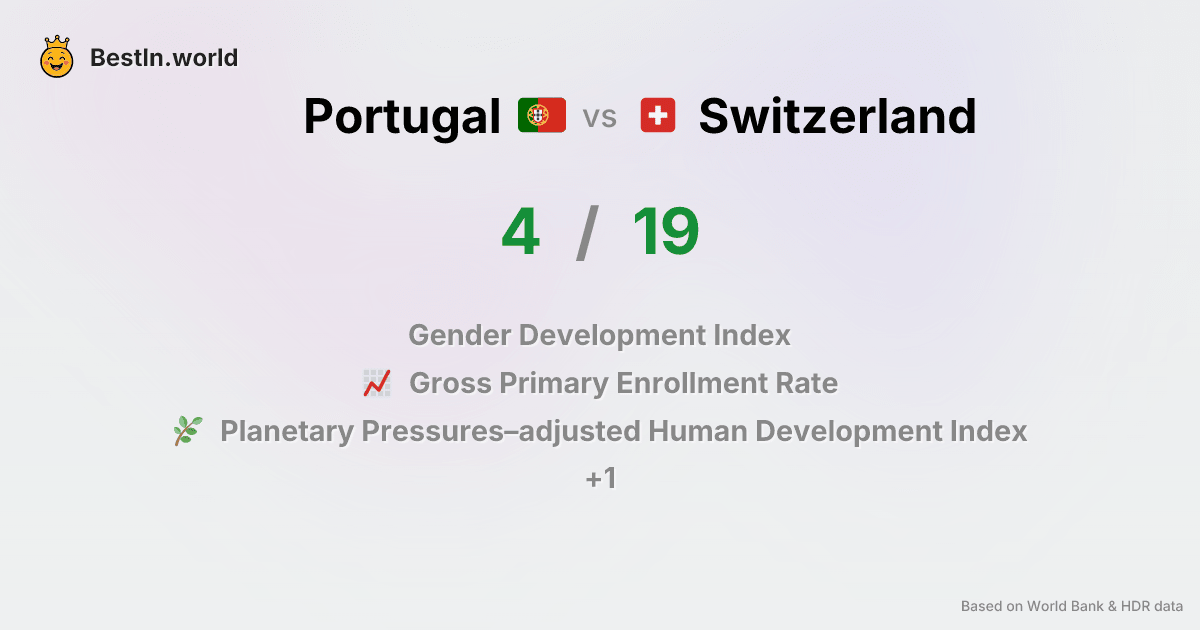 BestIn.world
Portugal vs Switzerland
4 / 19
Gender Development Index
Gross Primary Enrollment Rate
Planetary Pressures–adjusted Human Development Index
+1
Based on World Bank & HDR data